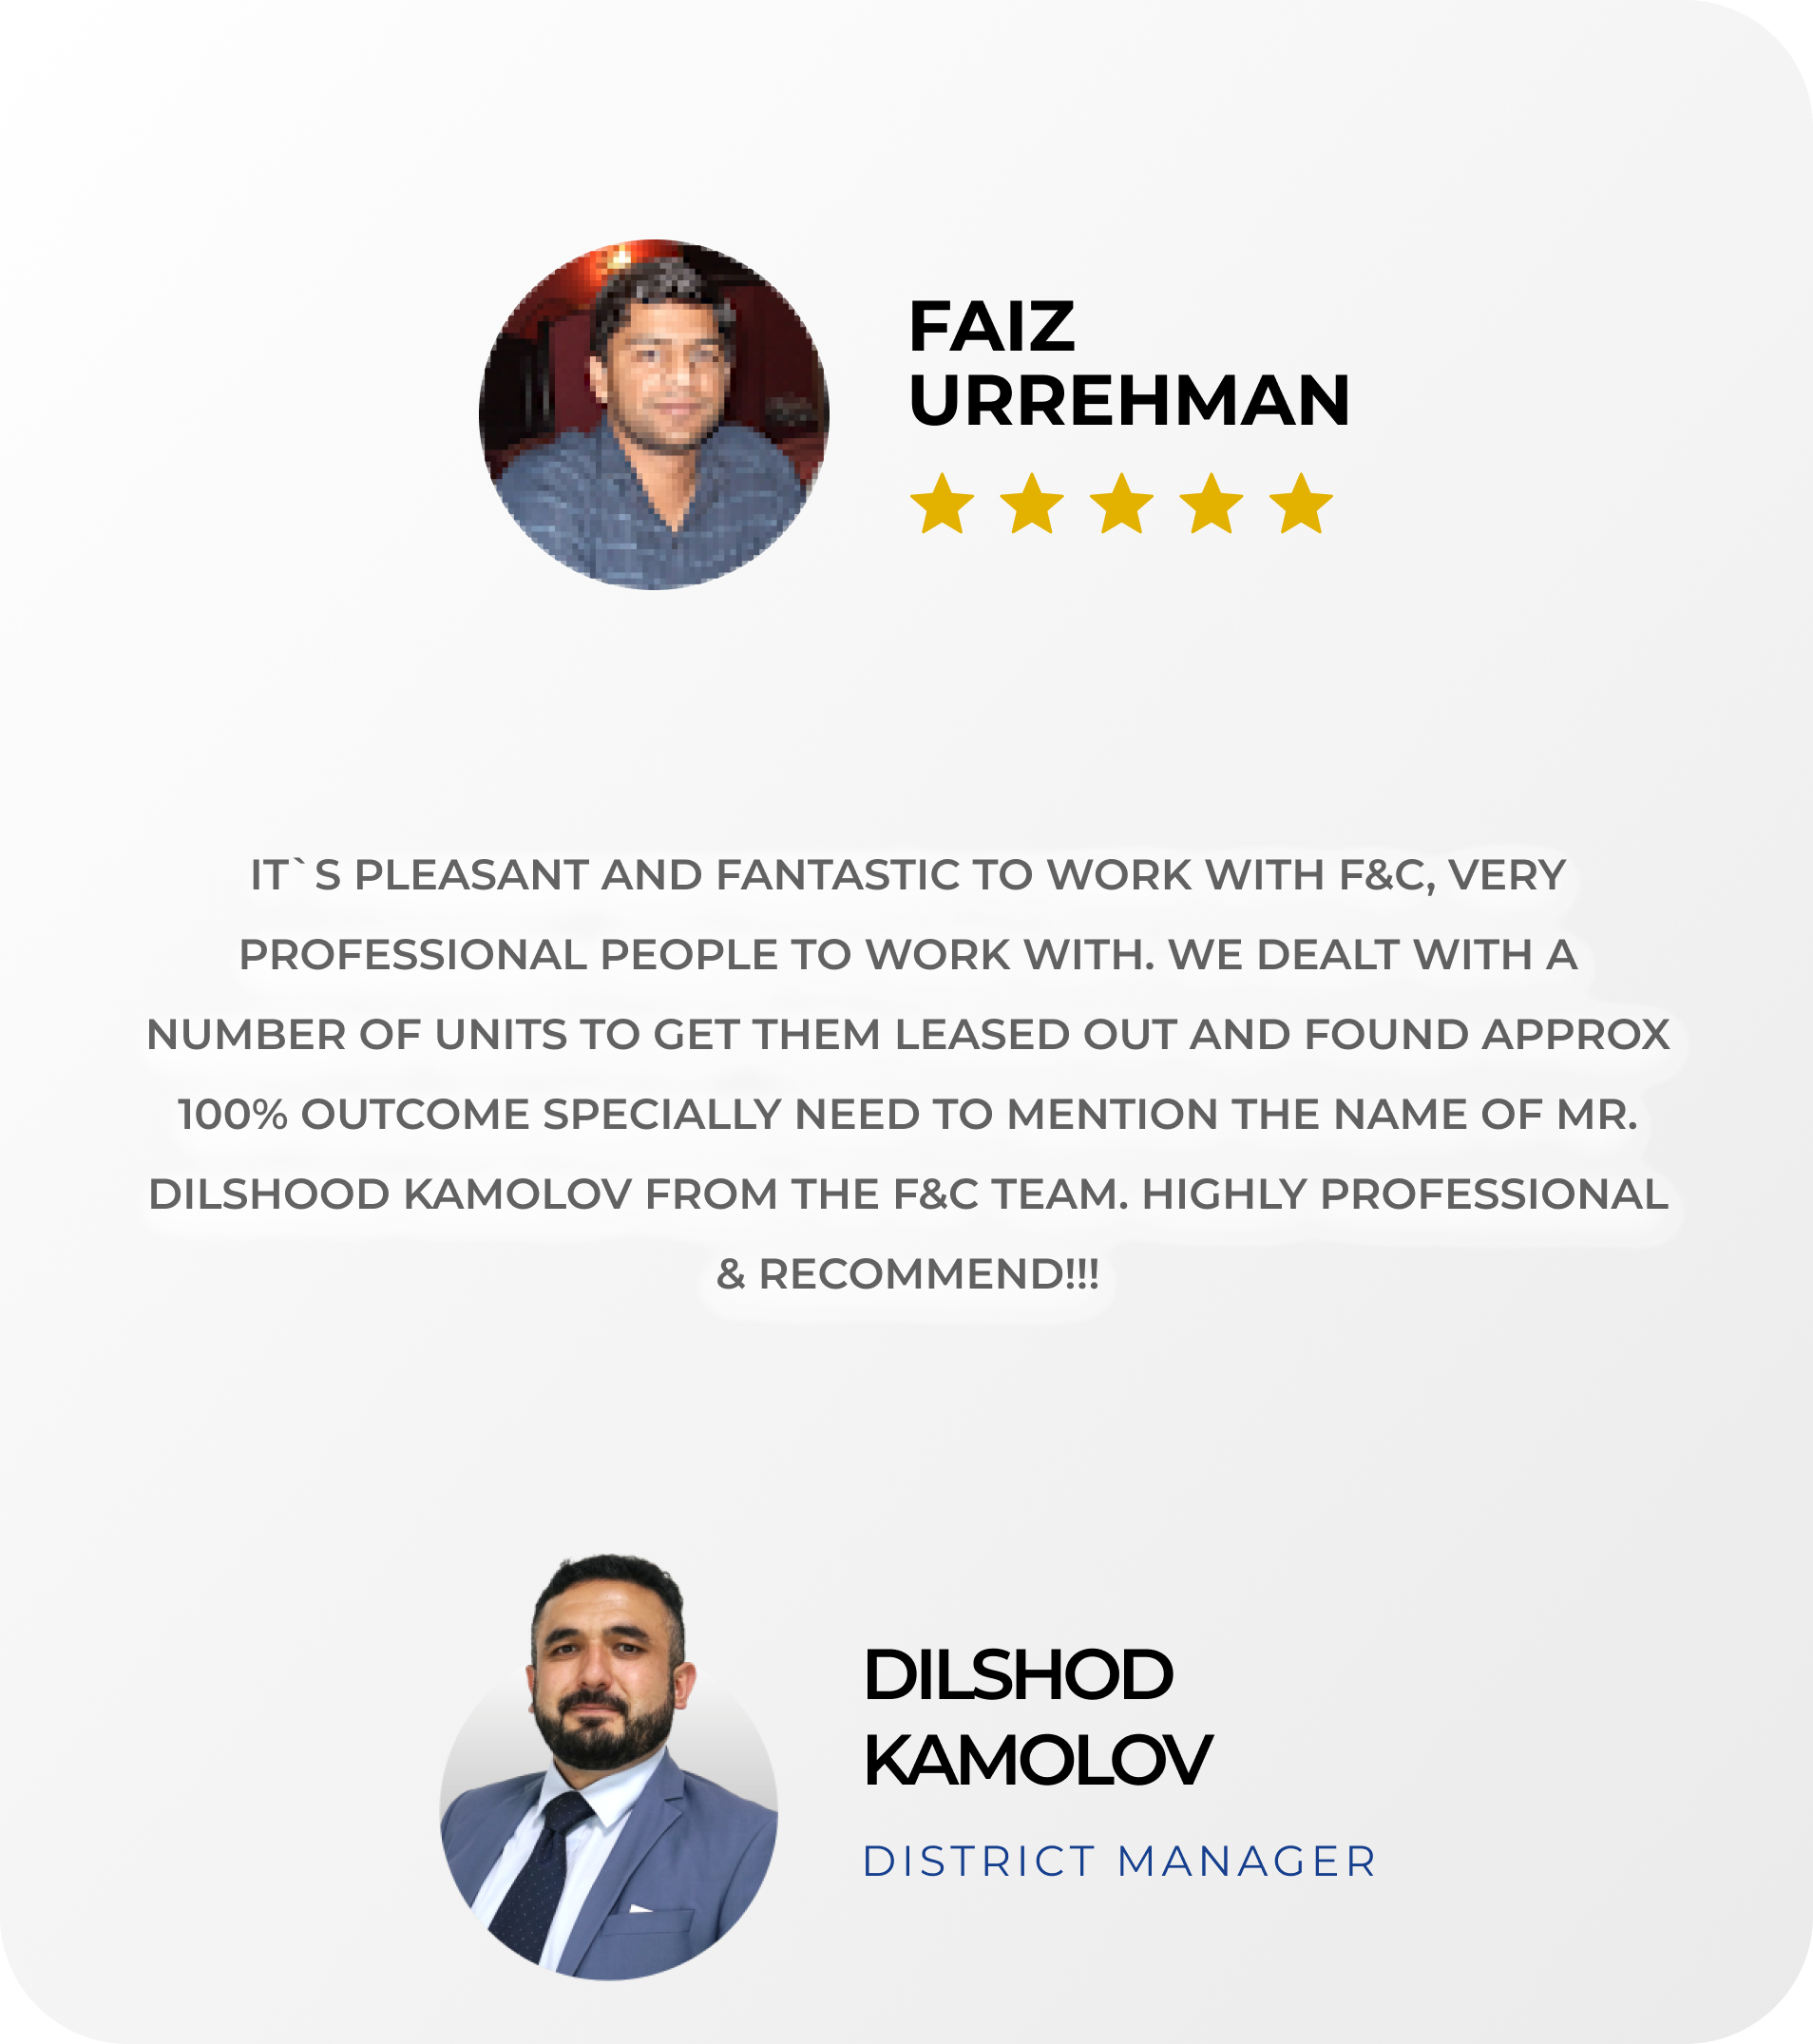 FAIZ
URREHMAN
IT`S PLEASANT AND FANTASTIC TO WORK WITH F&C, VERY
PROFESSIONAL PEOPLE TO WORK WITH. WE DEALT WITH A
NUMBER OF UNITS TO GET THEM LEASED OUT AND FOUND APPROX
100% OUTCOME SPECIALLY NEED TO MENTION THE NAME OF MR.
DILSHOOD KAMOLOV FROM THE F&C TEAM. HIGHLY PROFESSIONAL
& RECOMMEND!!!
DILSHOD
KAMOLOV
DISTRICT MANAGER